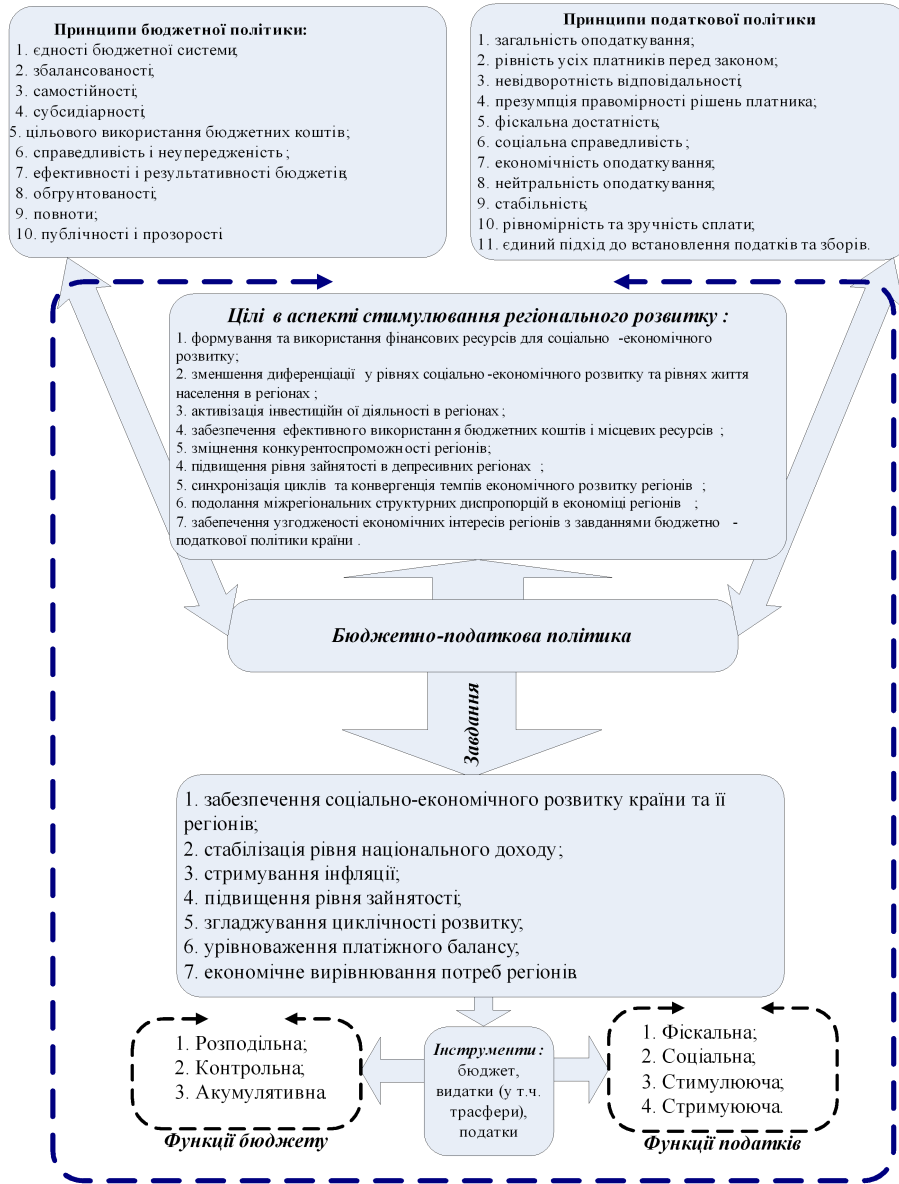 Принципи бюджетної політики:
1. єдності бюджетної системи;
2. збалансованості;
3. самостійності;
4. субсидіарності;
5. цільового використання бюджетних коштів;
6. справедливість і неупередженість;
7. ефективності і результативності бюджетів;
8. обгрунтованості;
9. повноти;
10. публічності і прозорості
Принципи податкової політики
1. загальність оподаткування;
2. рівність усіх платників перед законом;
3. невідворотність відповідальності;
4. презумпція правомірності рішень платника;
5. фіскальна достатність;
6. соціальна справедливість;
7. економічність оподаткування;
8. нейтральність оподаткування;
9. стабільність;
10. рівномірність та зручність сплати;
11. єдиний підхід до встановлення податків та зборів.
Цілі в аспекті стимулювання регіонального розвитку :
1. формування та використання фінансових ресурсів для соціально -економічного
розвитку;
2. зменшення диференціації у рівнях соціально-економічного розвитку та рівнях життя
населення в регіонах ;
3. активізація інвестиційн ої діяльності в регіонах ;
4. забезпечення ефективного використання бюджетних коштів і місцевих ресурсів ;
5. зміцнення конкурентоспроможності регіонів;
4. підвищення рівня зайнятості в депресивних регіонах ;
5. синхронізація циклів та конвергенція темпів економічного розвитку регіонів ;
6. подолання міжрегіональних структурних диспропорцій в економіці регіонів ;
7. забепечення узгодженості економічних інтересів регіонів з завданнями бюджетно -
податкової політики країни .
Бюджетно-податкова політика
Завдання
1. забезпечення соціально-економічного розвитку країни та її
регіонів;
2. стабілізація рівня національного доходу;
3. стримування інфляції;
4. підвищення рівня зайнятості;
5. згладжування циклічності розвитку;
6. урівноваження платіжного балансу;
7. економічне вирівнювання потреб регіонів.
1. Розподільна;
2. Контрольна;
3. Акумулятивна.
Функції бюджету
Інструменти :
бюджет,
видатки (у т.ч.
трасфери),
податки
1. Фіскальна;
2. Соціальна;
3. Стимулююча;
4. Стримуююча.
Функції податків